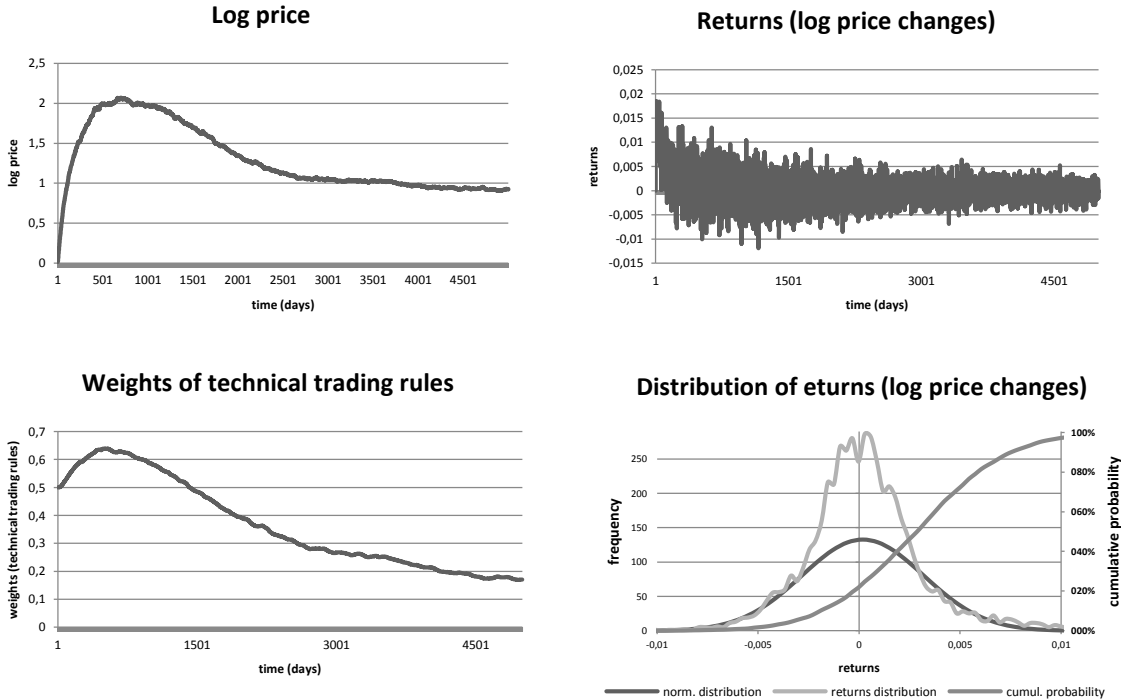 Log price
log price
2,5
2
1,5
1
0,5
0
1 501 1001 1501 2001 2501 3001 3501 4001 4501
time (days)
Returns (log price changes)
returns
0,025
0,02
0,015
0,01
0,005
0
-0,005
-0,01
-0,015
1 1501 3001 4501
time (days)
Weights of technical trading rules
weights (technical trading rules)
0,7
0,6
0,5
0,4
0,3
0,2
0,1
0
1 1501 3001 4501
time (days)
Distribution of eturns (log price changes)
frequency
250
200
150
100
50
0
-0,01 -0,005 0 0,005 0,01
returns
100%
080%
060%
040%
020%
000%
cumulative probability
norm. distribution returns distribution cumul. probability